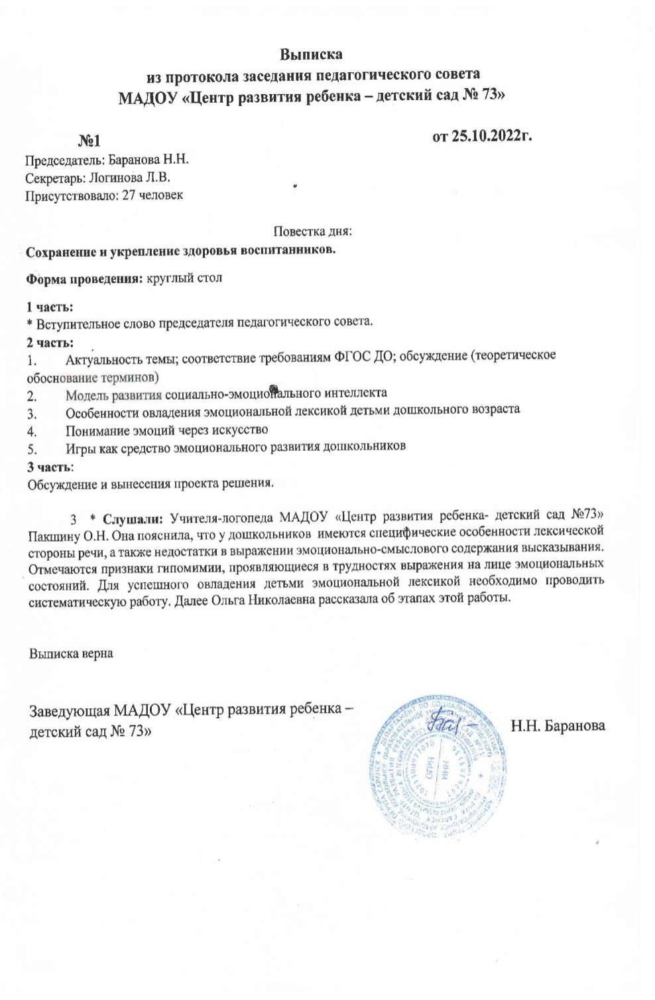 Выписка
из протокола заседания педагогического совета
МАДОУ «Центр развития ребенка – детский сад № 73»
№1 от 25.10.2022г.
Председатель: Баранова Н.Н.
Секретарь: Логинова Л.В.
Присутствовало: 27 человек
Повестка дня:
Сохранение и укрепление здоровья воспитанников.
Форма проведения: круглый стол
1 часть:
* Вступительное слово председателя педагогического совета.
2 часть:
1. Актуальность темы; соответствие требованиям ФГОС ДО; обсуждение (теоретическое
обоснование терминов)
2. Модель развития социально-эмоционального интеллекта
3. Особенности овладения эмоциональной лексикой детьми дошкольного возраста
4. Понимание эмоций через искусство
5. Игры как средство эмоционального развития дошкольников
3 часть:
Обсуждение и вынесения проекта решения.
3 * Слушали: Учителя-логопеда МАДОУ «Центр развития ребенка- детский сад №73»
Пакшину О.Н. Она пояснила, что у дошкольников имеются специфические особенности лексической
стороны речи, а также недостатки в выражении эмоционально-смыслового содержания высказывания.
Отмечаются признаки гипомимии, проявляющиеся в трудностях выражения на лице эмоциональных
состояний. Для успешного овладения детьми эмоциональной лексикой необходимо проводить
систематическую работу. Далее Ольга Николаевна рассказала об этапах этой работы.
Выписка верна
Заведующая МАДОУ «Центр развития ребенка –
детский сад № 73»
Н.Н. Баранова
ДЕПАРТАМЕНТ ПО СОЦИАЛЬНОЙ ПОЛИТИКЕ
ОГРН
ИНН